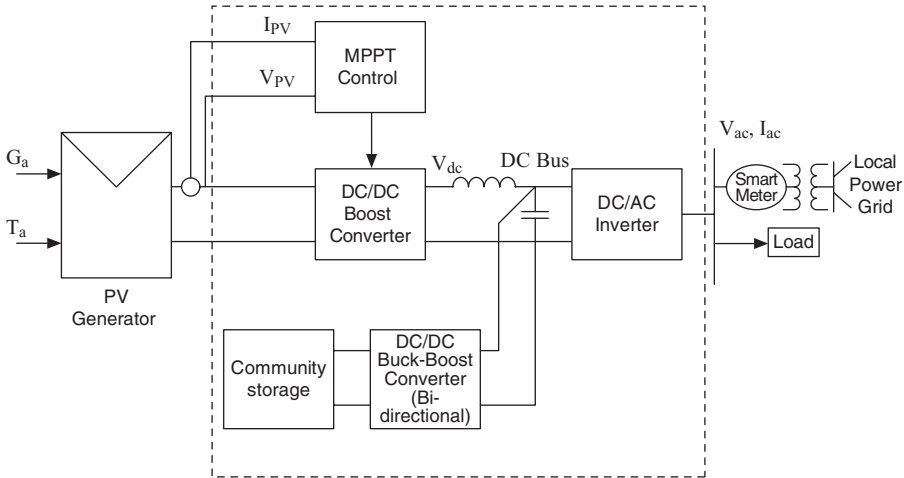 I_PV
MPPT
Control
V_PV
V_ac, I_ac
G_a
T_a
PV
Generator
DC/DC
Boost
Converter
V_dc
DC Bus
DC/AC
Inverter
Smart
Meter
Local
Power
Grid
Load
Community
storage
DC/DC
Buck-Boost
Converter
(Bi-
directional)